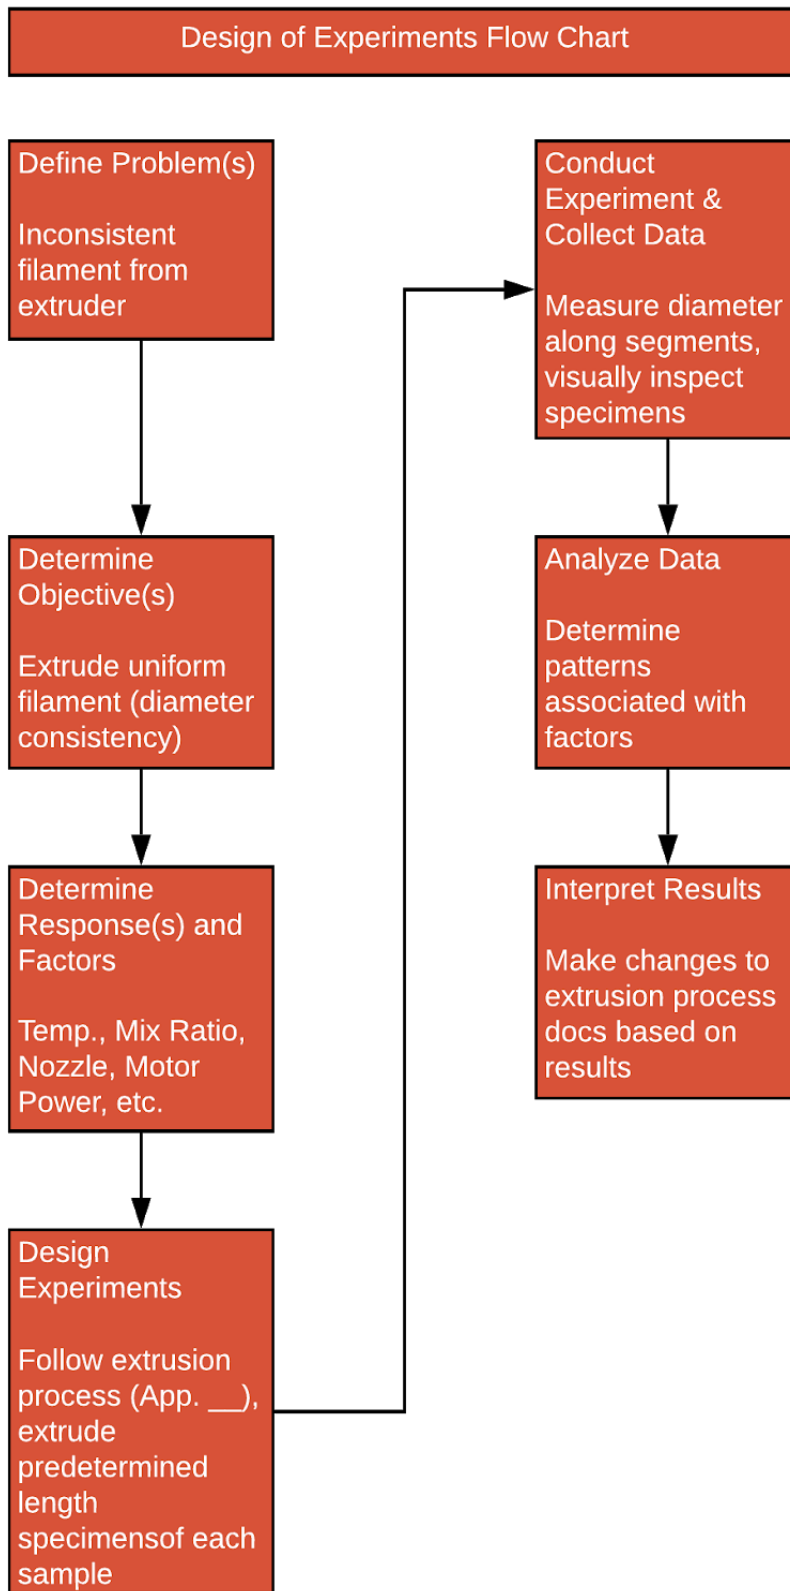 Design of Experiments Flow Chart
Define Problem(s)
Inconsistent
filament from
extruder
Determine
Objective(s)
Extrude uniform
filament (diameter
consistency)
Determine
Response(s) and
Factors
Temp., Mix Ratio,
Nozzle, Motor
Power, etc.
Design
Experiments
Follow extrusion
process (App. __),
extrude
predetermined
length
specimensof each
sample
Conduct
Experiment &
Collect Data
Measure diameter
along segments,
visually inspect
specimens
Analyze Data
Determine
patterns
associated with
factors
Interpret Results
Make changes to
extrusion process
docs based on
results